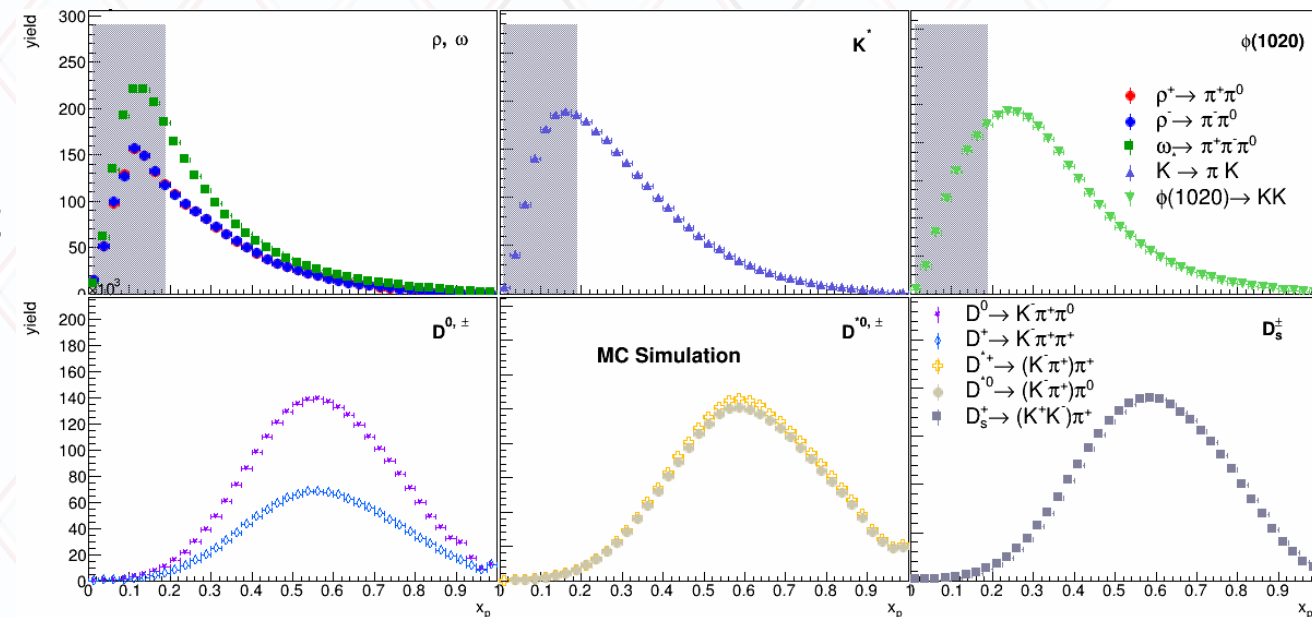 yield
300
250
200
150
100
50
0
×10³
ρ, ω
K*
ϕ(1020)
ρ⁺→ π⁺π⁰
ρ⁻→ π⁻π⁰
ω→ π⁺π⁻π⁰
K*→ π K
ϕ(1020)→ KK
yield
200
180
160
140
120
100
80
60
40
20
0
D⁰, ±
D*⁰, ±
MC Simulation
Dₛ±
D⁰→ K⁻π⁺π⁰
D⁺→ K⁻π⁺π⁺
D*⁺→ (K⁻π⁺)π⁺
D*⁰→ (K⁻π⁺)π⁰
Dₛ⁺→ (K⁺K⁻)π⁺
0 0.1 0.2 0.3 0.4 0.5 0.6 0.7 0.8 0.9 0 0.1 0.2 0.3 0.4 0.5 0.6 0.7 0.8 0.9 0.1 0.2 0.3 0.4 0.5 0.6 0.7 0.8 0.9
xₚ xₚ xₚ